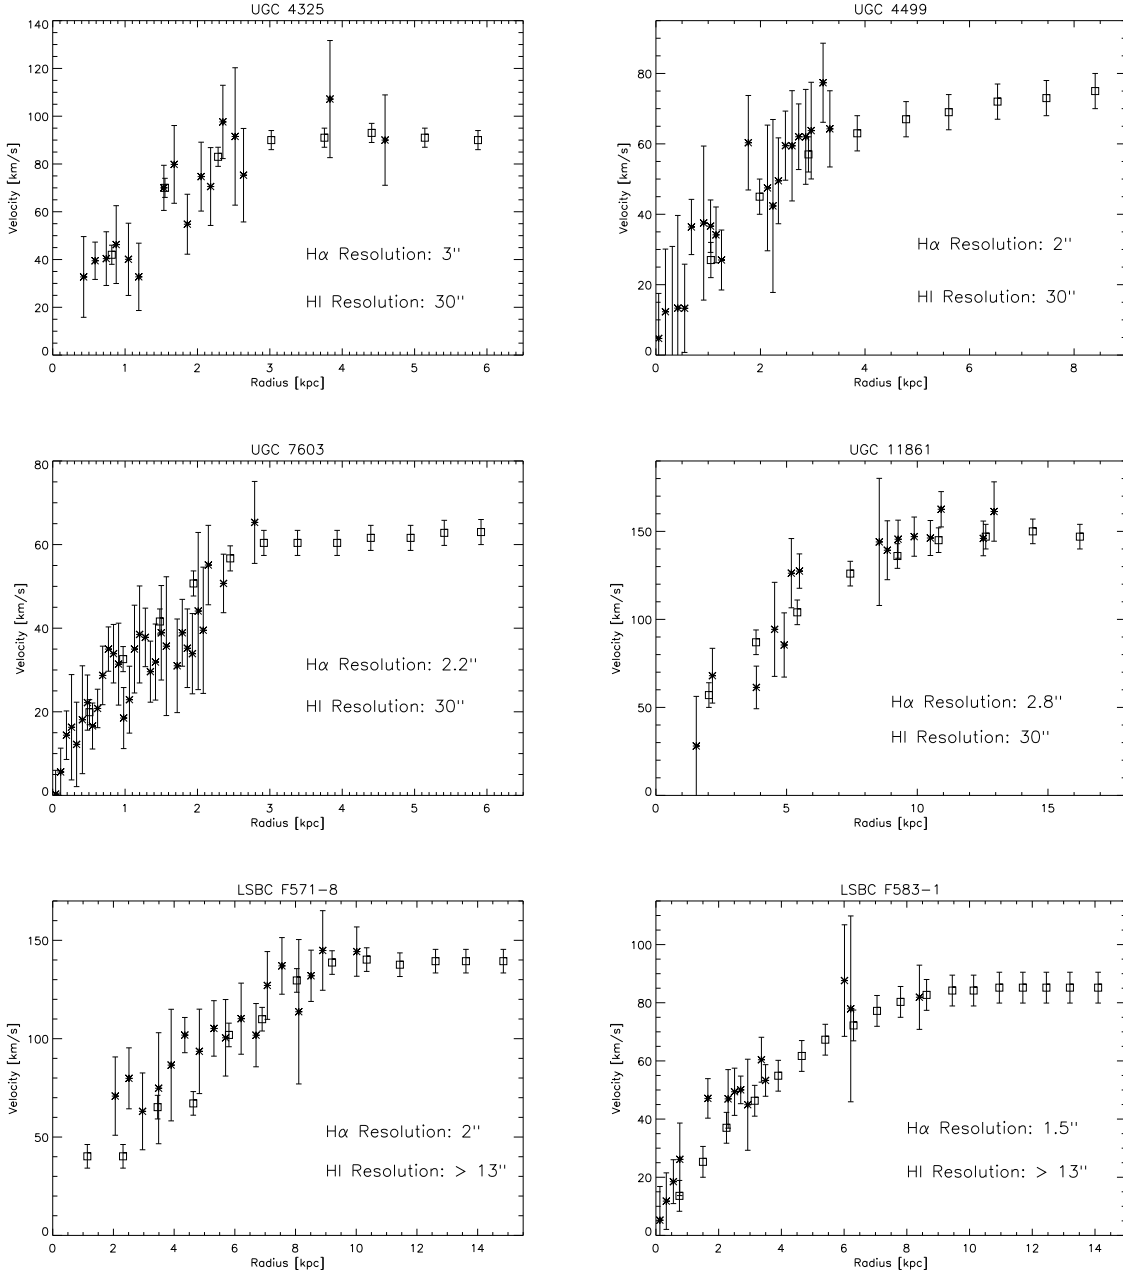 UGC 4325
140
120
100
80
60
40
20
0
Velocity [km/s]
Hα Resolution: 3"
HI Resolution: 30"
0 1 2 3 4 5 6
Radius [kpc]
UGC 4499
80
60
40
20
0
Velocity [km/s]
Hα Resolution: 2"
HI Resolution: 30"
0 2 4 6 8
Radius [kpc]
UGC 7603
80
60
40
20
0
Velocity [km/s]
Hα Resolution: 2.2"
HI Resolution: 30"
0 1 2 3 4 5 6
Radius [kpc]
UGC 11861
150
100
50
0
Velocity [km/s]
Hα Resolution: 2.8"
HI Resolution: 30"
0 5 10 15
Radius [kpc]
LSBC F571-8
150
100
50
0
Velocity [km/s]
Hα Resolution: 2"
HI Resolution: > 13"
0 2 4 6 8 10 12 14
Radius [kpc]
LSBC F583-1
100
80
60
40
20
0
Velocity [km/s]
Hα Resolution: 1.5"
HI Resolution: > 13"
0 2 4 6 8 10 12 14
Radius [kpc]